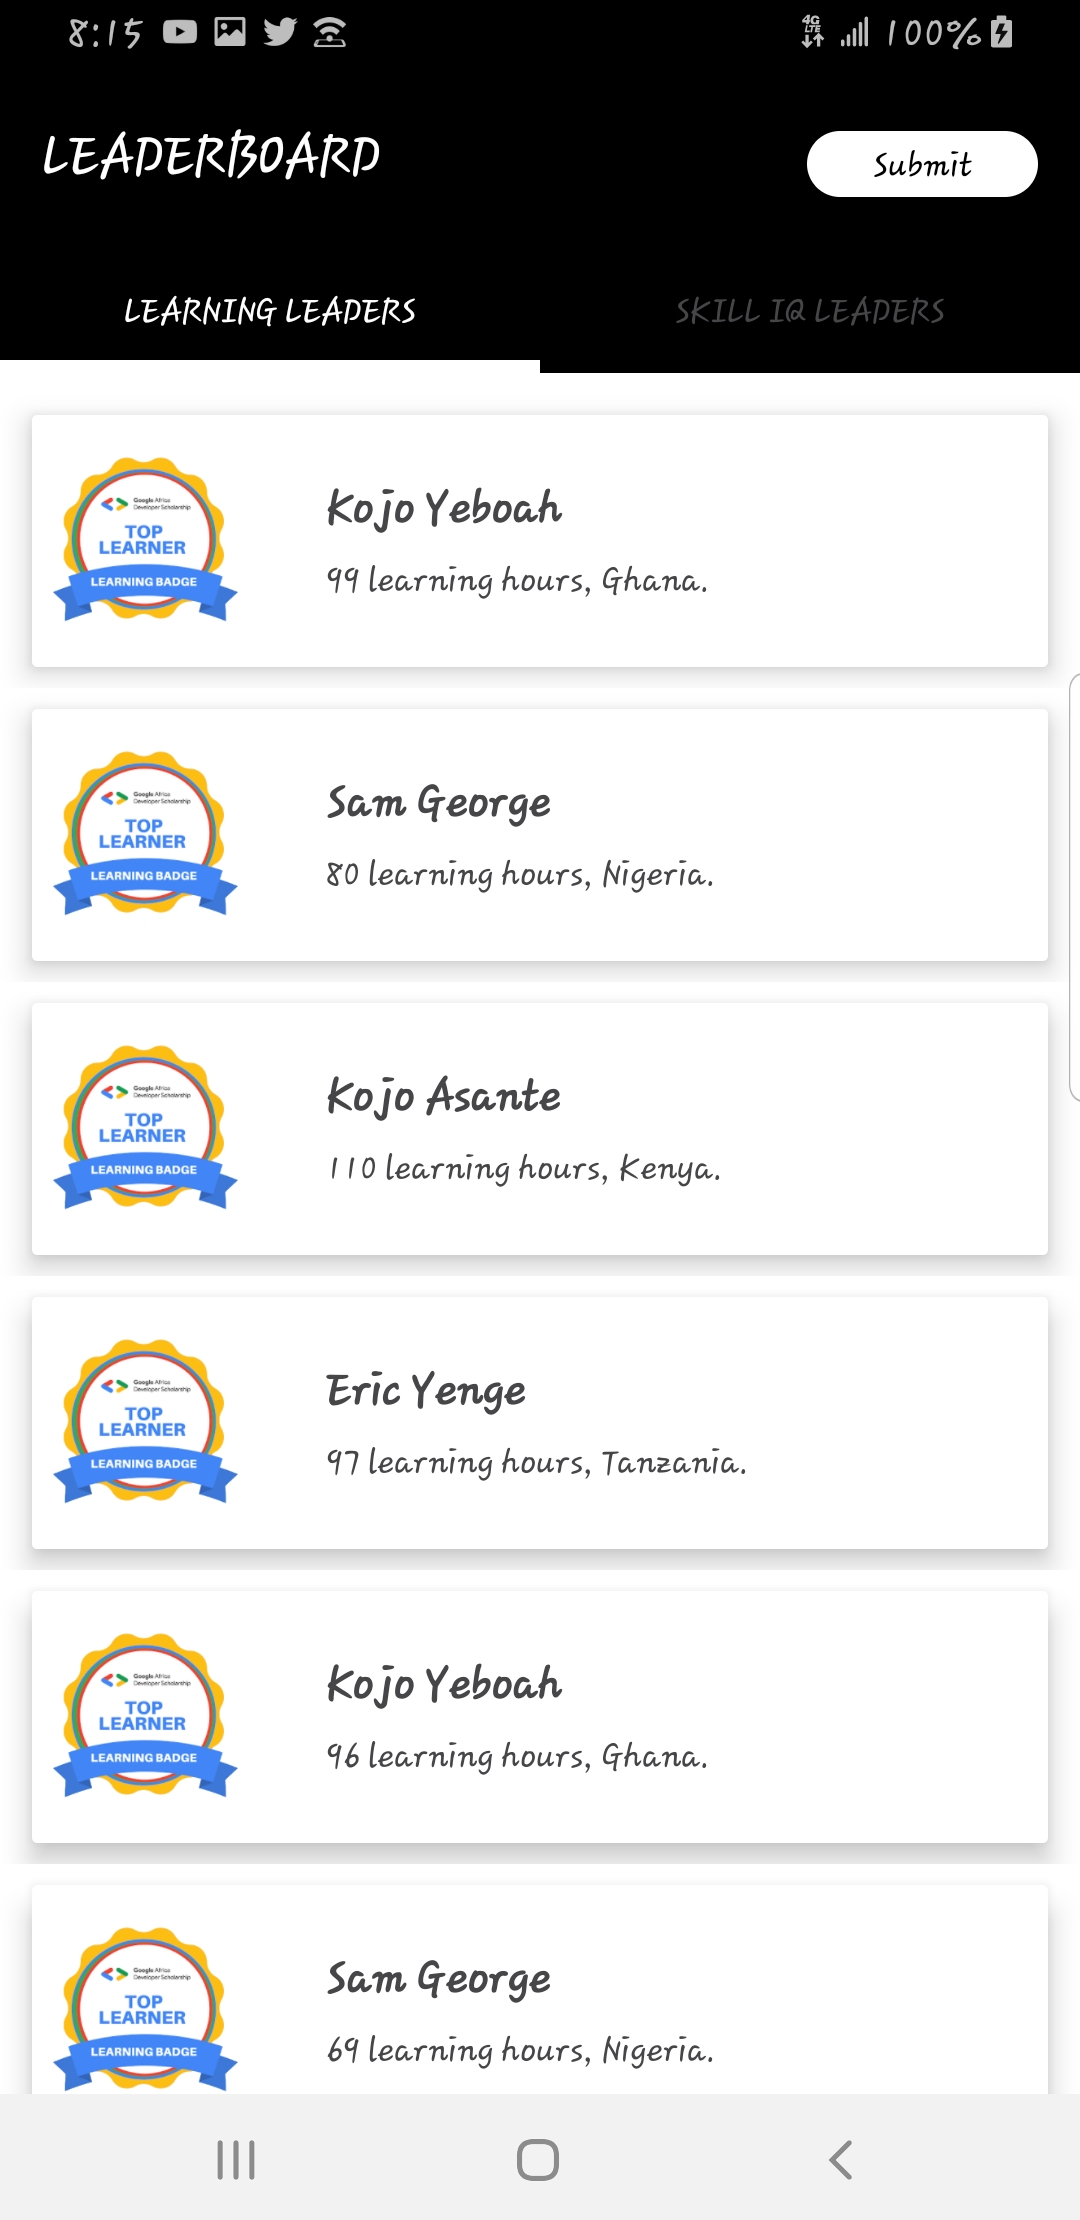 8:15 4G LTE 100%
LEADERBOARD
Submit
LEARNING LEADERS SKILL IQ LEADERS
Google Africa
Developer Scholarship
TOP
LEARNER
LEARNING BADGE
Kojo Yeboah
99 learning hours, Ghana.
Google Africa
Developer Scholarship
TOP
LEARNER
LEARNING BADGE
Sam George
80 learning hours, Nigeria.
Google Africa
Developer Scholarship
TOP
LEARNER
LEARNING BADGE
Kojo Asante
110 learning hours, Kenya.
Google Africa
Developer Scholarship
TOP
LEARNER
LEARNING BADGE
Eric Yenge
97 learning hours, Tanzania.
Google Africa
Developer Scholarship
TOP
LEARNER
LEARNING BADGE
Kojo Yeboah
96 learning hours, Ghana.
Google Africa
Developer Scholarship
TOP
LEARNER
LEARNING BADGE
Sam George
69 learning hours, Nigeria.